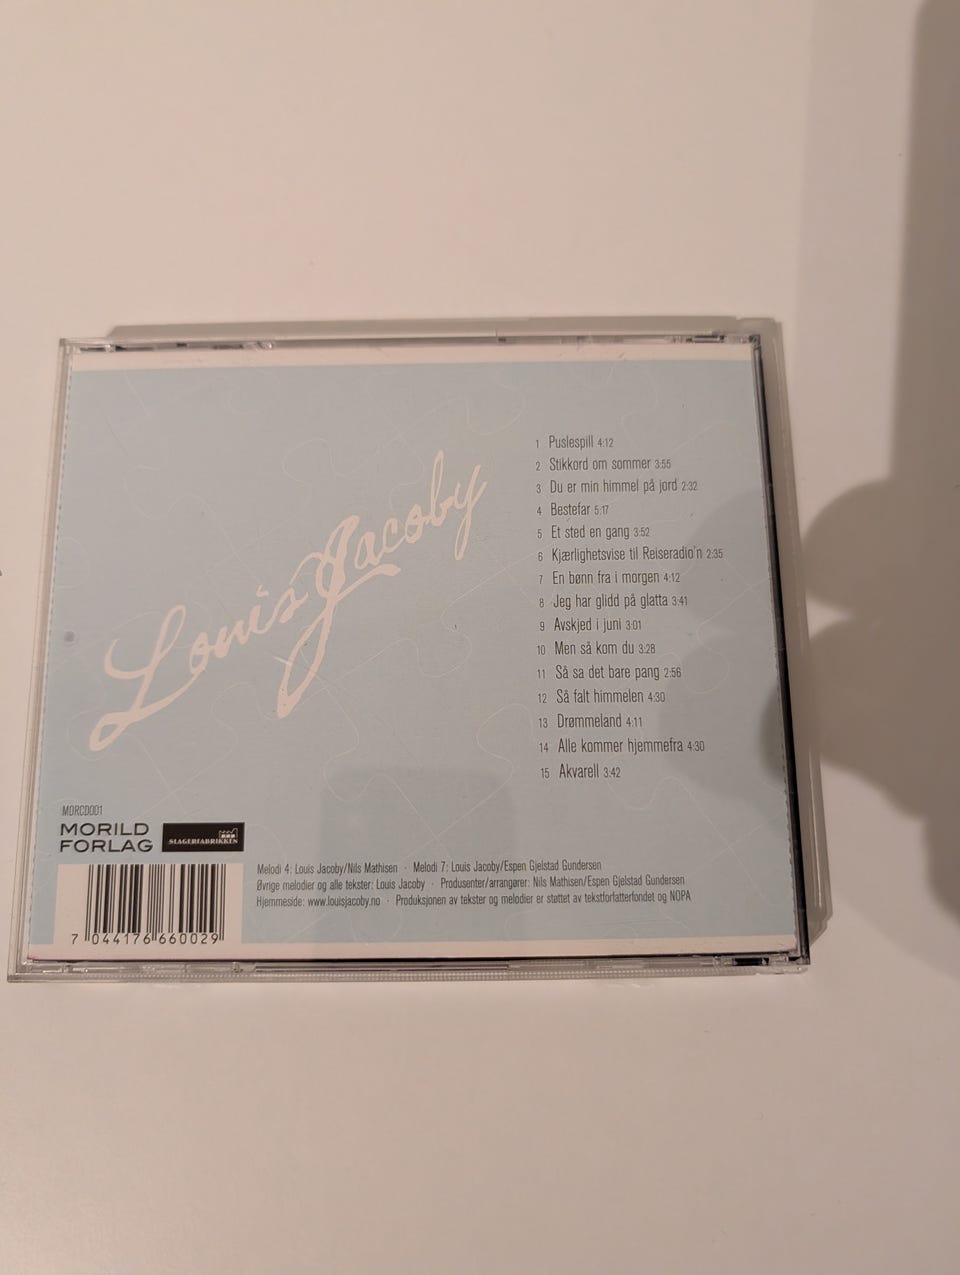 Louis Jacoby
1 Puslespill 4:12
2 Stikkord om sommer 3:55
3 Du er min himmel på jord 2:32
4 Bestefar 5:17
5 Et sted en gang 3:52
6 Kjærlighetsvise til Reiseradio'n 2:35
7 En bønn fra i morgen 4:12
8 Jeg har glidd på glatta 3:41
9 Avskjed i juni 3:01
10 Men så kom du 3:28
11 Så sa det bare pang 2:56
12 Så falt himmelen 4:30
13 Drømmeland 4:11
14 Alle kommer hjemmefra 4:30
15 Akvarell 3:42
MORCD001
MORILD
FORLAG
SLAGERFABRIKKEN
Melodi 4: Louis Jacoby/Nils Mathisen · Melodi 7: Louis Jacoby/Espen Gjelstad Gundersen
Øvrige melodier og alle tekster: Louis Jacoby · Produsenter/arrangører: Nils Mathisen/Espen Gjelstad Gundersen
Hjemmeside: www.louisjacoby.no · Produksjonen av tekster og melodier er støttet av tekstforfatterfondet og NOPA
7 044176 660029